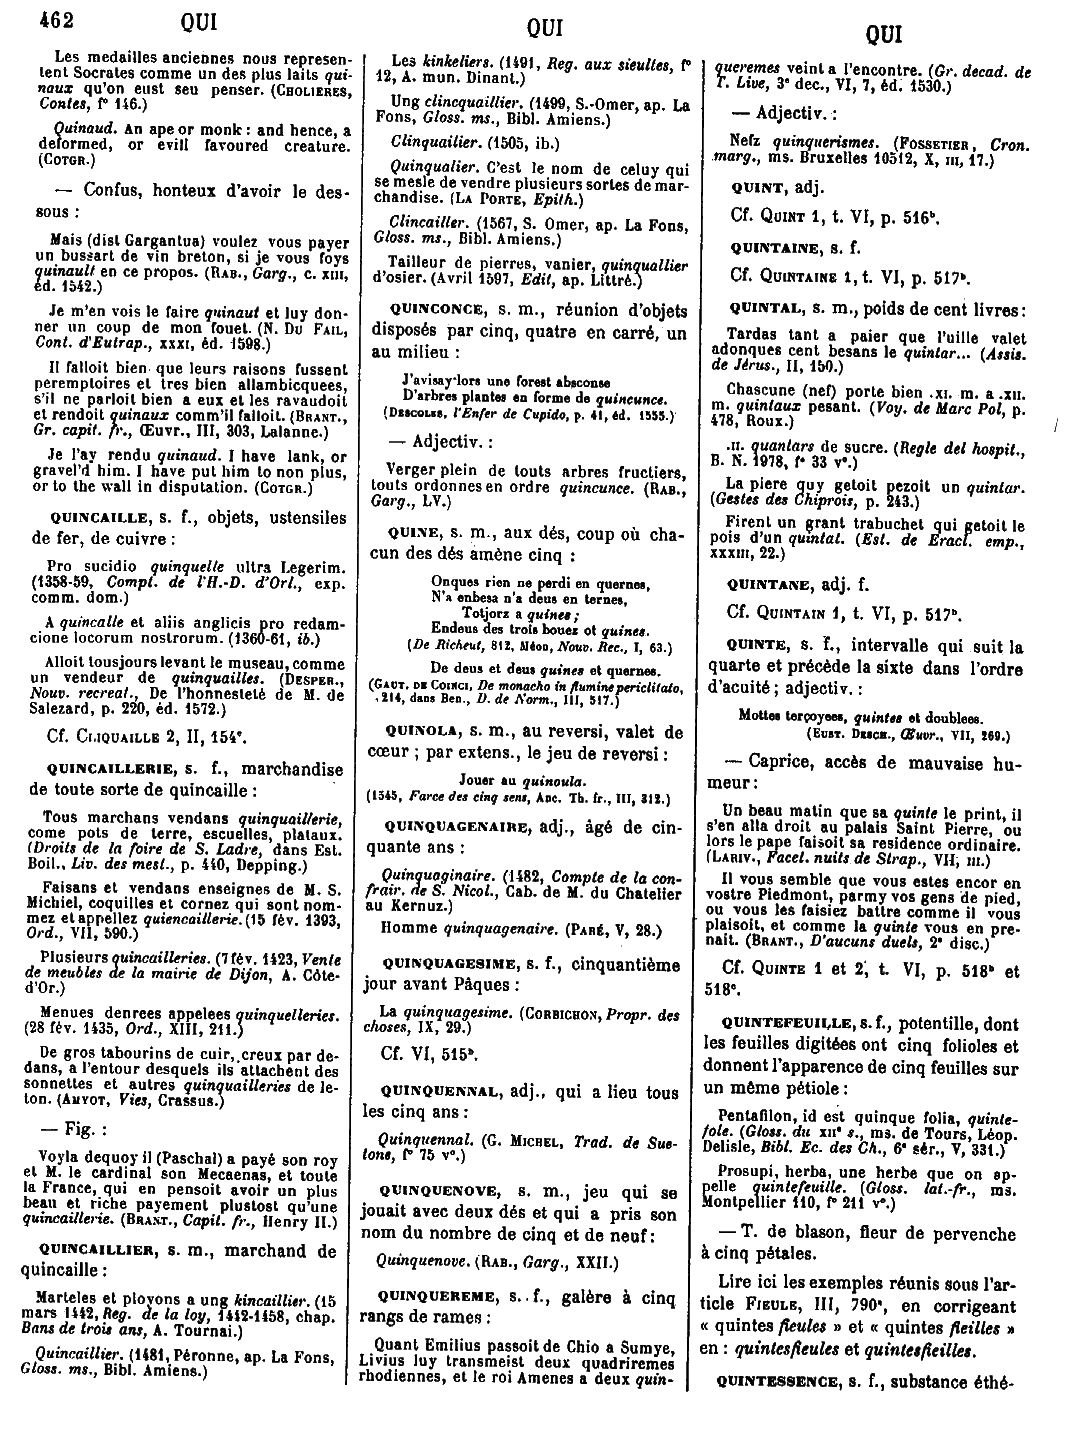 462 QUI QUI QUI
Les medailles anciennes nous represen-
tent Socrates comme un des plus laits qui-
naux qu'on eust seu penser. (CHOLIERES,
Contes, f° 146.)
Quinaud. An ape or monk : and hence, a
deformed, or evill favoured creature.
(COTGR.)
— Confus, honteux d'avoir le des-
sous :
Mais (dist Gargantua) voulez vous payer
un bussart de vin breton, si je vous foys
quinault en ce propos. (RAB., Garg., c. XIII,
éd. 1542.)
Je m'en vois le faire quinaut et luy don-
ner un coup de mon fouet. (N. DU FAIL,
Cont. d'Eutrap., XXXI, éd. 1598.)
Il falloit bien que leurs raisons fussent
peremptoires et tres bien allambicquees,
s'il ne parloit bien a eux et les ravaudoit
et rendoit quinaux comm'il falloit. (BRANT.,
Gr. capit. fr., Œuvr., III, 303, Lalanne.)
Je l'ay rendu quinaud. I have lank, or
gravel'd him. I have put him to non plus,
or to the wall in disputation. (COTGR.)
QUINCAILLE, s. f., objets, ustensiles
de fer, de cuivre :
Pro sucidio quinquelle ultra Legerim.
(1358-59, Compt. de l'H.-D. d'Orl., exp.
comm. dom.)
A quincalle et aliis anglicis pro redam-
cione locorum nostrorum. (1360-61, ib.)
Alloit tousjours levant le museau, comme
un vendeur de quinquailles. (DESPER.,
Nouv. recreat., De l'honnesteté de M. de
Salezard, p. 220, éd. 1572.)
Cf. CLIQUAILLE 2, II, 154ᶜ.
QUINCAILLERIE, s. f., marchandise
de toute sorte de quincaille :
Tous marchans vendans quinquaillerie,
come pots de terre, escuelles, plataux.
(Droits de la foire de S. Ladre, dans Est.
Boil., Liv. des mest., p. 440, Depping.)
Faisans et vendans enseignes de M. S.
Michiel, coquilles et cornez qui sont nom-
mez et appellez quiencaillerie. (15 fév. 1393,
Ord., VII, 590.)
Plusieurs quincailleries. (7 fév. 1423, Vente
de meubles de la mairie de Dijon, A. Côte-
d'Or.)
Menues denrees appelees quinquelleries.
(28 fév. 1435, Ord., XIII, 211.)
De gros tabourins de cuir, creux par de-
dans, a l'entour desquels ils attachent des
sonnettes et autres quinquailleries de le-
ton. (AMYOT, Vies, Crassus.)
— Fig. :
Voyla dequoy il (Paschal) a payé son roy
et M. le cardinal son Mecaenas, et toute
la France, qui en pensoit avoir un plus
beau et riche payement plustost qu'une
quincaillerie. (BRANT., Capit. fr., Henry II.)
QUINCAILLIER, s. m., marchand de
quincaille :
Marteles et ployons a ung kincaillier. (15
mars 1442, Reg. de la loy, 1442-1458, chap.
Bans de trois ans, A. Tournai.)
Quincaillier. (1481, Péronne, ap. La Fons,
Gloss. ms., Bibl. Amiens.)
Les kinkeliers. (1491, Reg. aux sieultes, f°
12, A. mun. Dinant.)
Ung clincquaillier. (1499, S.-Omer, ap. La
Fons, Gloss. ms., Bibl. Amiens.)
Clinquailier. (1505, ib.)
Quinqualier. C'est le nom de celuy qui
se mesle de vendre plusieurs sortes de mar-
chandise. (LA PORTE, Epith.)
Clincailler. (1567, S. Omer, ap. La Fons,
Gloss. ms., Bibl. Amiens.)
Tailleur de pierres, vanier, quinquallier
d'osier. (Avril 1597, Edit, ap. Littré.)
QUINCONCE, s. m., réunion d'objets
disposés par cinq, quatre en carré, un
au milieu :
J'avisay lors une forest absconse
D'arbres plantes en forme de quincunce.
(DESCOLES, l'Enfer de Cupido, p. 41, éd. 1555.)
— Adjectiv. :
Verger plein de touts arbres fructiers,
touts ordonnes en ordre quincunce. (RAB.,
Garg., LV.)
QUINE, s. m., aux dés, coup où cha-
cun des dés amène cinq :
Onques rien ne perdi en quernes,
N'a enbesa n'a deus en ternes,
Totjorz a quines ;
Endeus des trois bouez ot quines.
(De Richeut, 812, Méon, Nouv. Rec., I, 63.)
De deus et deus quines et quernes.
(GAUT. DE COINCI, De monacho in flumine periclitato,
214, dans Ben., D. de Norm., III, 517.)
QUINOLA, s. m., au reversi, valet de
cœur ; par extens., le jeu de reversi :
Jouer au quinoula.
(1545, Farce des cinq sens, Anc. Th. fr., III, 312.)
QUINQUAGENAIRE, adj., âgé de cin-
quante ans :
Quinquaginaire. (1482, Compte de la con-
frair. de S. Nicol., Cab. de M. du Chatelier
au Kernuz.)
Homme quinquagenaire. (PARÉ, V, 28.)
QUINQUAGESIME, s. f., cinquantième
jour avant Pâques :
La quinquagesime. (CORBICHON, Propr. des
choses, IX, 29.)
Cf. VI, 515ᵇ.
QUINQUENNAL, adj., qui a lieu tous
les cinq ans :
Quinquennal. (G. MICHEL, Trad. de Sue-
tone, f° 75 v°.)
QUINQUENOVE, s. m., jeu qui se
jouait avec deux dés et qui a pris son
nom du nombre de cinq et de neuf :
Quinquenove. (RAB., Garg., XXII.)
QUINQUEREME, s. f., galère à cinq
rangs de rames :
Quant Emilius passoit de Chio a Sumye,
Livius luy transmeist deux quadriremes
rhodiennes, et le roi Amenes a deux quin-
queremes veint a l'encontre. (Gr. decad. de
T. Live, 3ᵉ dec., VI, 7, éd. 1530.)
— Adjectiv. :
Nefz quinquerismes. (FOSSETIER, Cron.
marg., ms. Bruxelles 10512, X, III, 17.)
QUINT, adj.
Cf. QUINT 1, t. VI, p. 516ᵇ.
QUINTAINE, s. f.
Cf. QUINTAINE 1, t. VI, p. 517ᵇ.
QUINTAL, s. m., poids de cent livres :
Tardas tant a paier que l'uille valet
adonques cent besans le quintar... (Assis.
de Jérus., II, 150.)
Chascune (nef) porte bien .XI. m. a .XII.
m. quintaux pesant. (Voy. de Marc Pol, p.
478, Roux.)
.II. quantars de sucre. (Regle del hospit.,
B. N. 1978, f° 33 v°.)
La piere quy getoit pezoit un quintar.
(Gestes des Chiprois, p. 243.)
Firent un grant trabuchet qui getoit le
pois d'un quintal. (Est. de Eracl. emp.,
XXXIII, 22.)
QUINTANE, adj. f.
Cf. QUINTAIN 1, t. VI, p. 517ᵇ.
QUINTE, s. f., intervalle qui suit la
quarte et précède la sixte dans l'ordre
d'acuité ; adjectiv. :
Mottes terçoyees, quintes et doublees.
(EUST. DESCH., Œuvr., VII, 269.)
— Caprice, accès de mauvaise hu-
meur :
Un beau matin que sa quinte le print, il
s'en alla droit au palais Saint Pierre, ou
lors le pape faisoit sa residence ordinaire.
(LARIV., Facet. nuits de Strap., VII, III.)
Il vous semble que vous estes encor en
vostre Piedmont, parmy vos gens de pied,
ou vous les faisiez battre comme il vous
plaisoit, et comme la quinte vous en pre-
nait. (BRANT., D'aucuns duels, 2ᵉ disc.)
Cf. QUINTE 1 et 2, t. VI, p. 518ᵇ et
518ᶜ.
QUINTEFEUILLE, s. f., potentille, dont
les feuilles digitées ont cinq folioles et
donnent l'apparence de cinq feuilles sur
un même pétiole :
Pentafilon, id est quinque folia, quinte-
fole. (Gloss. du XIIᵉ s., ms. de Tours, Léop.
Delisle, Bibl. Ec. des Ch., 6ᵉ sér., V, 331.)
Prosupi, herba, une herbe que on ap-
pelle quintefeuille. (Gloss. lat.-fr., ms.
Montpellier 110, f° 211 v°.)
— T. de blason, fleur de pervenche
à cinq pétales.
Lire ici les exemples réunis sous l'ar-
ticle FIEULE, III, 790ᵃ, en corrigeant
« quintes fieules » et « quintes fieilles »
en : quintesfieules et quintesfieilles.
QUINTESSENCE, s. f., substance éthé-